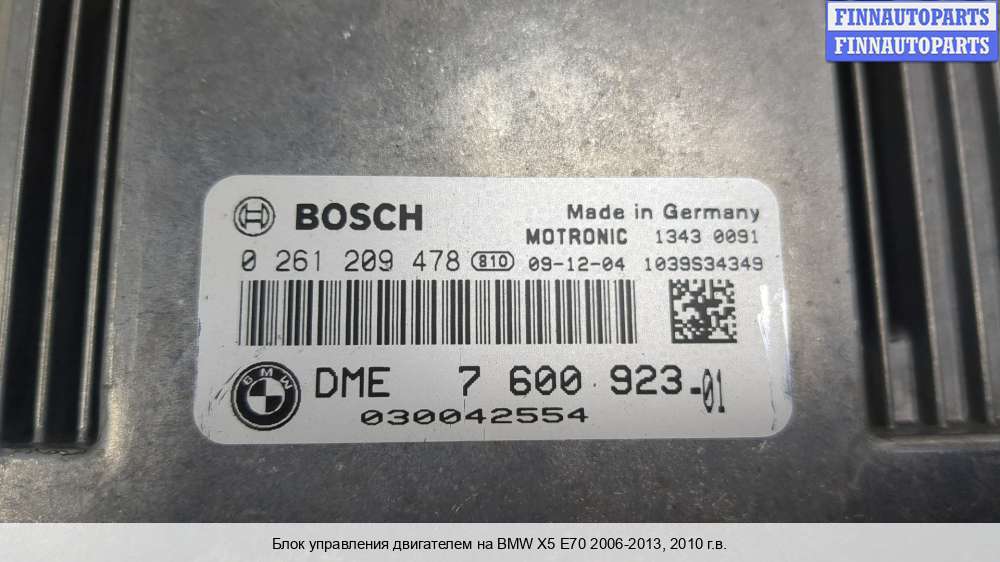 FINNAUTOPARTS
FINNAUTOPARTS
BOSCH
Made in Germany
MOTRONIC 1343 0091
0 261 209 478 810 09-12-04 1039S34349
BMW
DME 7 600 923-01
030042554
Блок управления двигателем на BMW X5 E70 2006-2013, 2010 г.в.